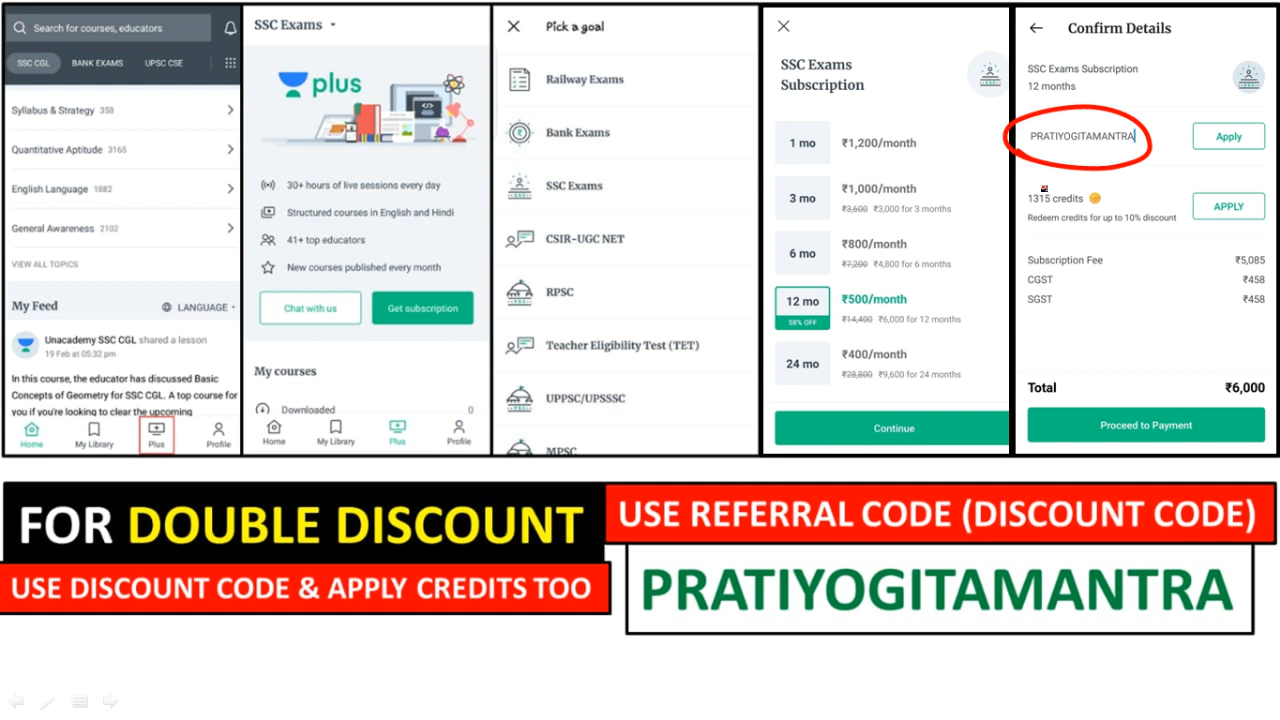 Search for courses, educators
SSC CGL BANK EXAMS UPSC CSE
Syllabus & Strategy 358
Quantitative Aptitude 3165
English Language 1882
General Awareness 2102
VIEW ALL TOPICS
My Feed LANGUAGE
Unacademy SSC CGL shared a lesson
19 Feb at 05:32 pm
In this course, the educator has discussed Basic
Concepts of Geometry for SSC CGL. A top course for
you if you're looking to clear the upcoming
Home My Library Plus Profile
SSC Exams
plus
30+ hours of live sessions every day
Structured courses in English and Hindi
41+ top educators
New courses published every month
Chat with us Get subscription
My courses
Downloaded 0
Home My Library Plus Profile
Pick a goal
Railway Exams
Bank Exams
SSC Exams
CSIR-UGC NET
RPSC
Teacher Eligibility Test (TET)
UPPSC/UPSSSC
MPSC
SSC Exams
Subscription
1 mo ₹1,200/month
3 mo ₹1,000/month
₹3,600 ₹3,000 for 3 months
6 mo ₹800/month
₹7,200 ₹4,800 for 6 months
12 mo ₹500/month
58% OFF ₹14,400 ₹6,000 for 12 months
24 mo ₹400/month
₹28,800 ₹9,600 for 24 months
Continue
Confirm Details
SSC Exams Subscription
12 months
PRATIYOGITAMANTRA Apply
1315 credits
APPLY
Redeem credits for up to 10% discount
Subscription Fee ₹5,085
CGST ₹458
SGST ₹458
Total ₹6,000
Proceed to Payment
FOR DOUBLE DISCOUNT
USE DISCOUNT CODE & APPLY CREDITS TOO
USE REFERRAL CODE (DISCOUNT CODE)
PRATIYOGITAMANTRA